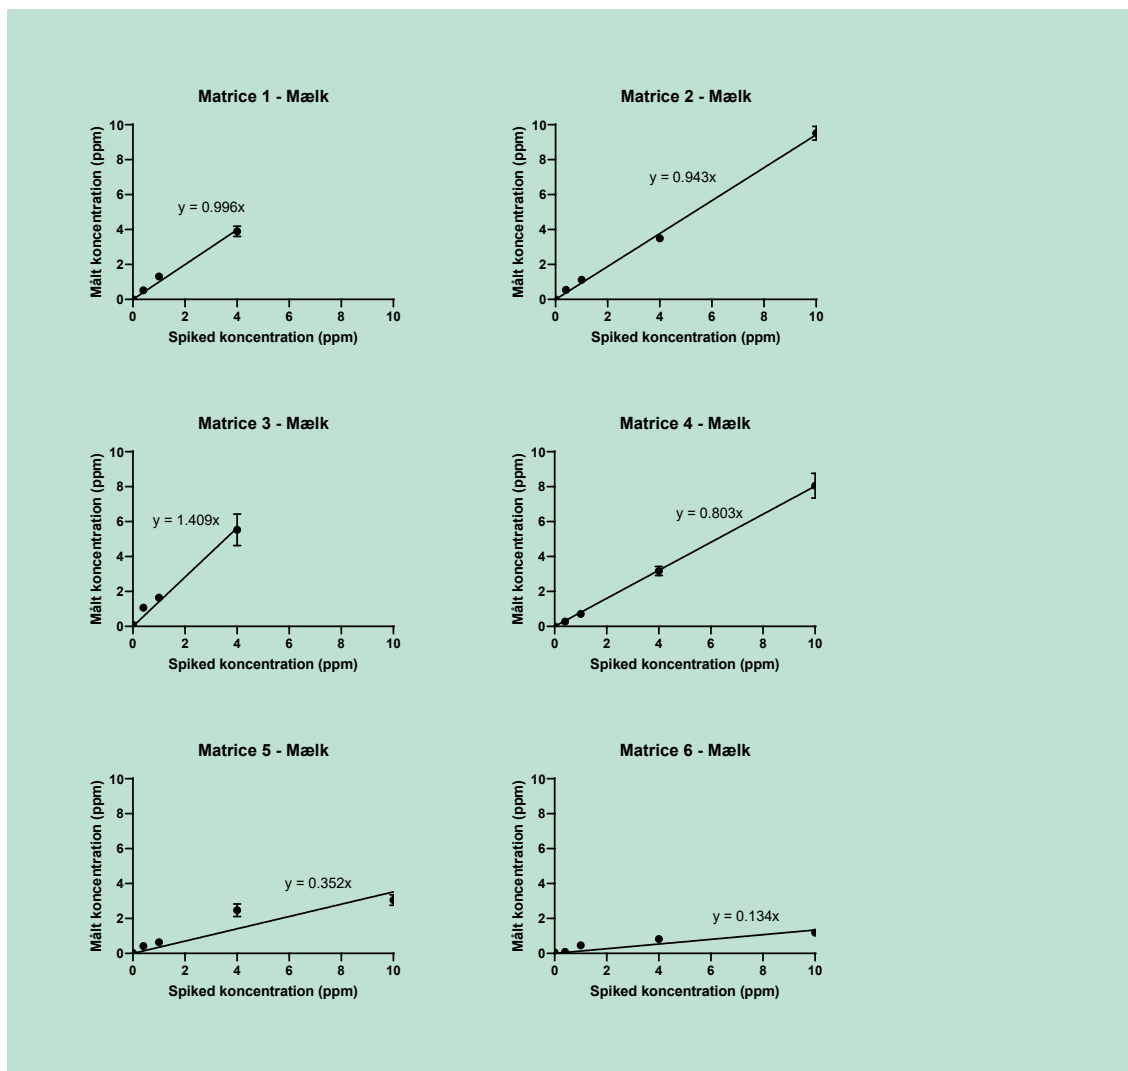 Matrice 1 - Mælk
10
8
6
4
2
0
Målt koncentration (ppm)
y = 0.996x
0 2 4 6 8 10
Spiked koncentration (ppm)
Matrice 2 - Mælk
10
8
6
4
2
0
Målt koncentration (ppm)
y = 0.943x
0 2 4 6 8 10
Spiked koncentration (ppm)
Matrice 3 - Mælk
10
8
6
4
2
0
Målt koncentration (ppm)
y = 1.409x
0 2 4 6 8 10
Spiked koncentration (ppm)
Matrice 4 - Mælk
10
8
6
4
2
0
Målt koncentration (ppm)
y = 0.803x
0 2 4 6 8 10
Spiked koncentration (ppm)
Matrice 5 - Mælk
10
8
6
4
2
0
Målt koncentration (ppm)
y = 0.352x
0 2 4 6 8 10
Spiked koncentration (ppm)
Matrice 6 - Mælk
10
8
6
4
2
0
Målt koncentration (ppm)
y = 0.134x
0 2 4 6 8 10
Spiked koncentration (ppm)